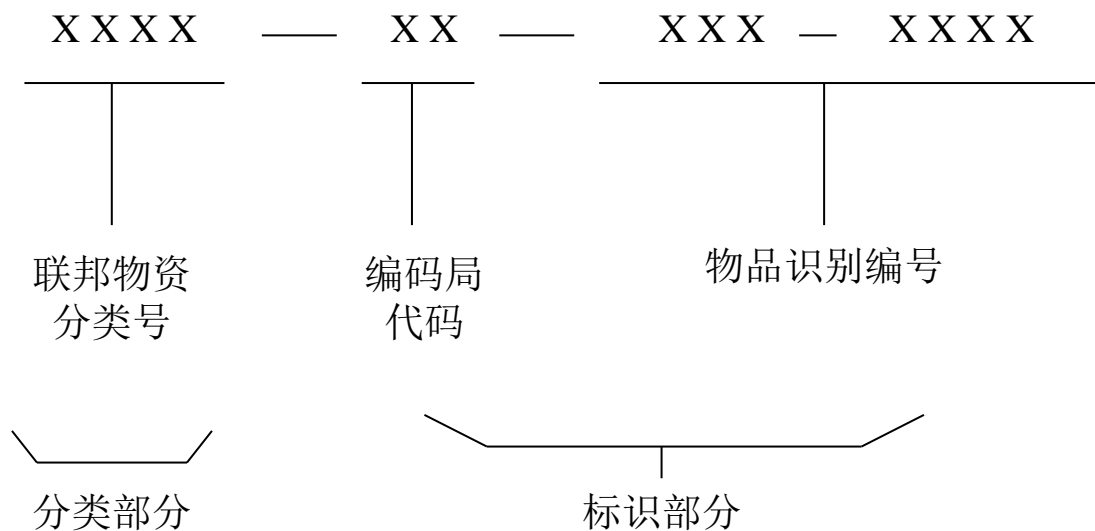 XXXX — XX — XXX — XXXX
联邦物资
分类号
编码局
代码
物品识别编号
分类部分
标识部分